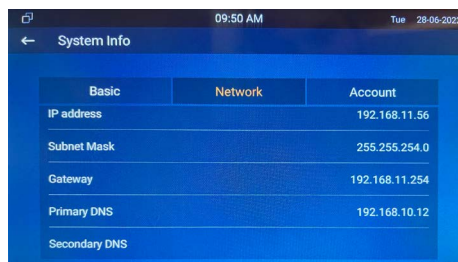 09:50 AM Tue 28-06-2022
System Info
Basic Network Account
IP address 192.168.11.56
Subnet Mask 255.255.254.0
Gateway 192.168.11.254
Primary DNS 192.168.10.12
Secondary DNS